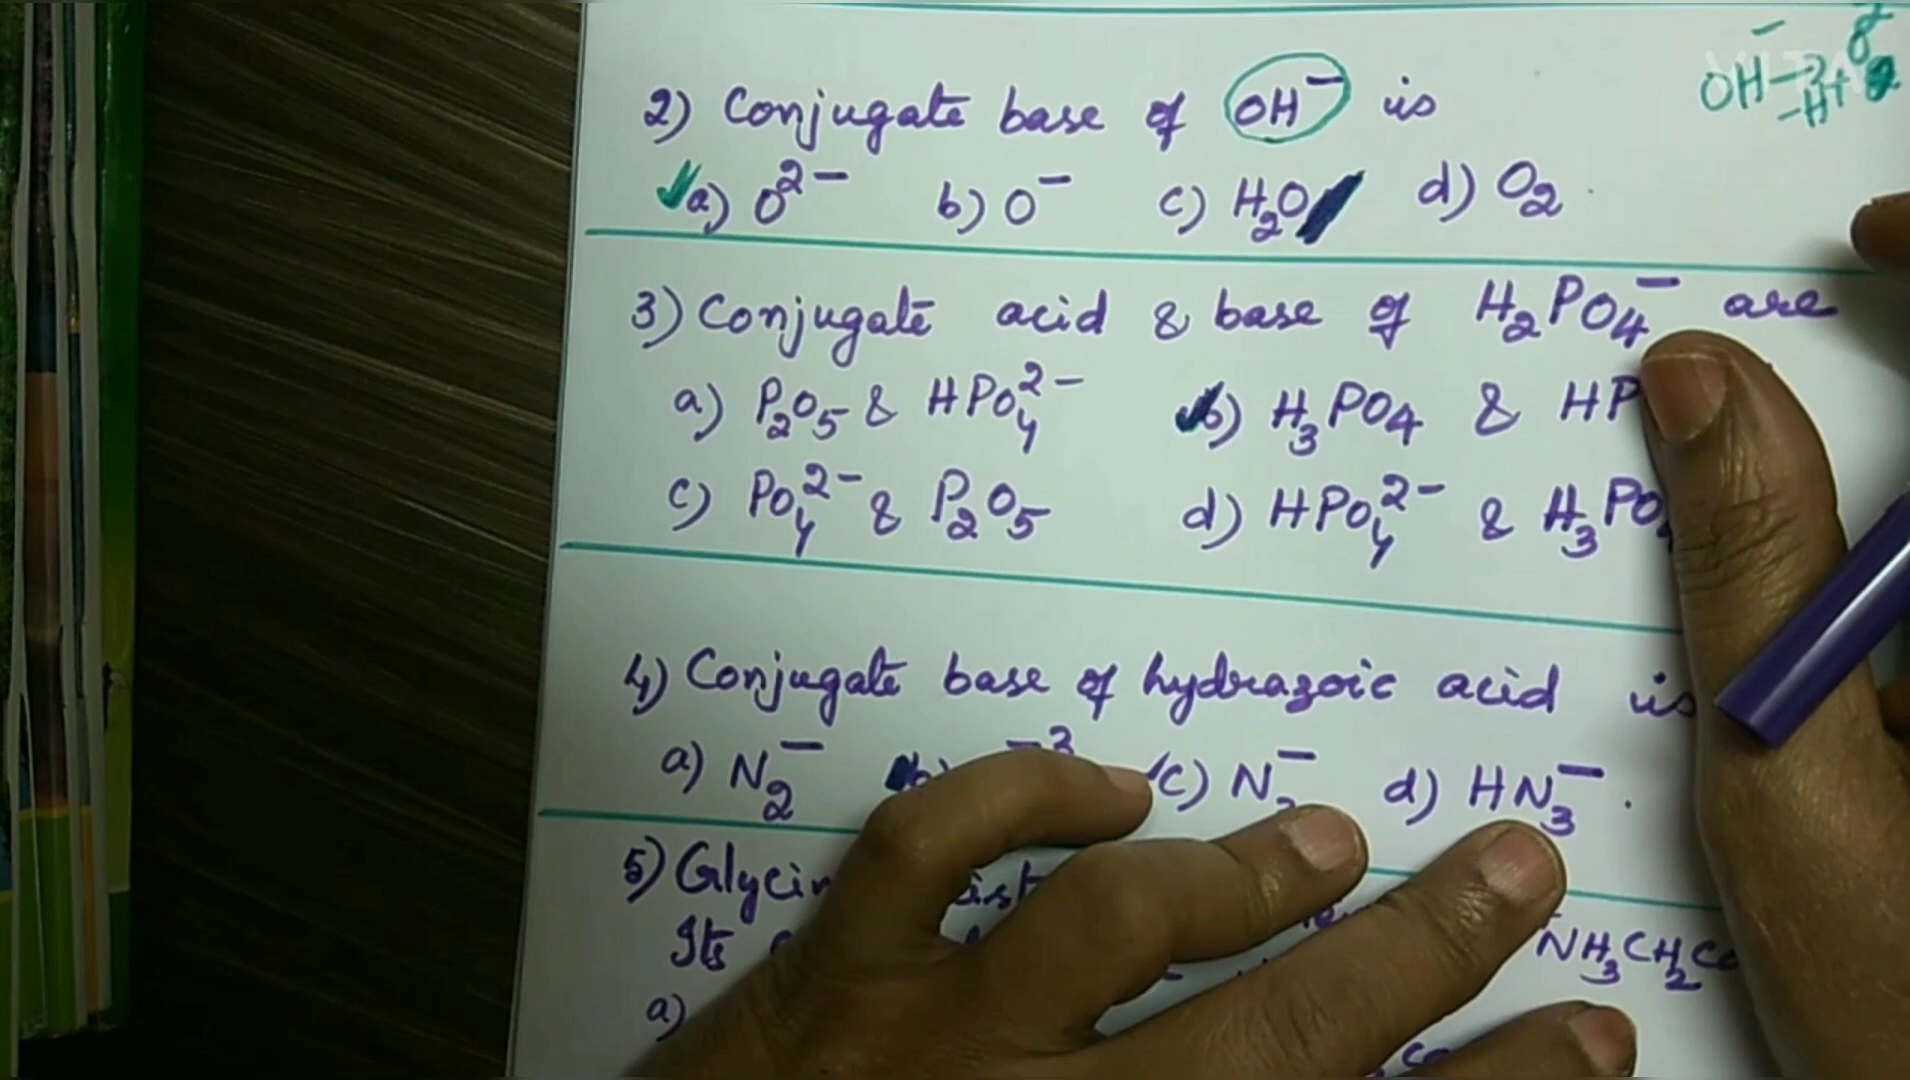 2) Conjugate base of OH⁻ is
OH⁻ →
-H⁺
a) O²⁻ b) O⁻ c) H₂O d) O₂
3) Conjugate acid & base of H₂PO₄⁻ are
a) P₂O₅ & HPO₄²⁻ b) H₃PO₄ & HP
c) PO₄²⁻ & P₂O₅ d) HPO₄²⁻ & H₃PO
4) Conjugate base of hydrazoic acid is
a) N₂⁻ b) ⁻³ c) N⁻ d) HN₃⁻.
5) Glycin
Its NH₃CH₂C
a)